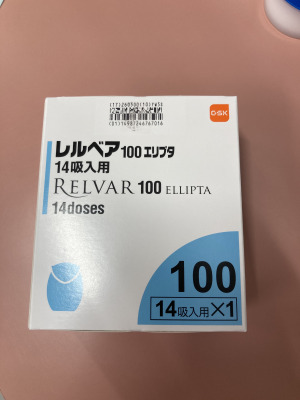 レルベア100エリプタ
14吸入用
RELVAR 100 ELLIPTA
14doses
GSK
100
14吸入用×1